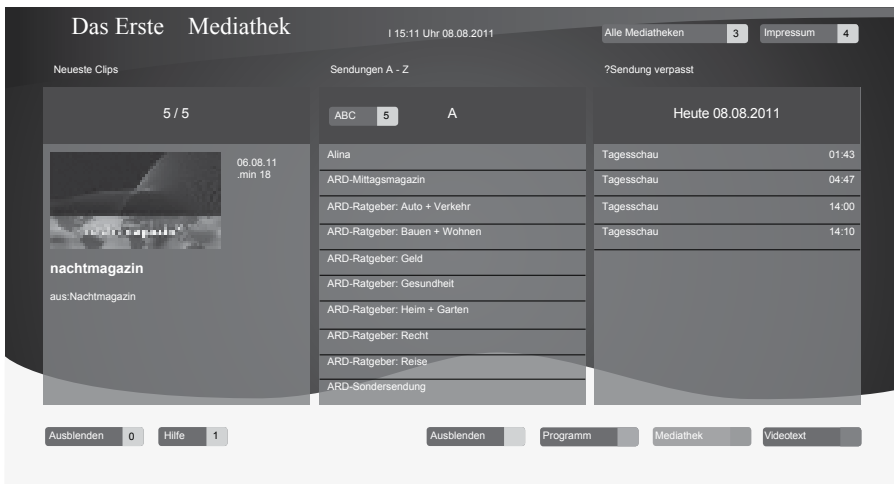 Das Erste Mediathek
I 15:11 Uhr 08.08.2011
Alle Mediatheken 3
Impressum 4
Neueste Clips
Sendungen A - Z
?Sendung verpasst
5 / 5
ABC 5
A
Heute 08.08.2011
06.08.11
.min 18
nachtmagazin
aus:Nachtmagazin
Alina
ARD-Mittagsmagazin
ARD-Ratgeber: Auto + Verkehr
ARD-Ratgeber: Bauen + Wohnen
ARD-Ratgeber: Geld
ARD-Ratgeber: Gesundheit
ARD-Ratgeber: Heim + Garten
ARD-Ratgeber: Recht
ARD-Ratgeber: Reise
ARD-Sondersendung
Tagesschau 01:43
Tagesschau 04:47
Tagesschau 14:00
Tagesschau 14:10
Ausblenden 0
Hilfe 1
Ausblenden
Programm
Mediathek
Videotext